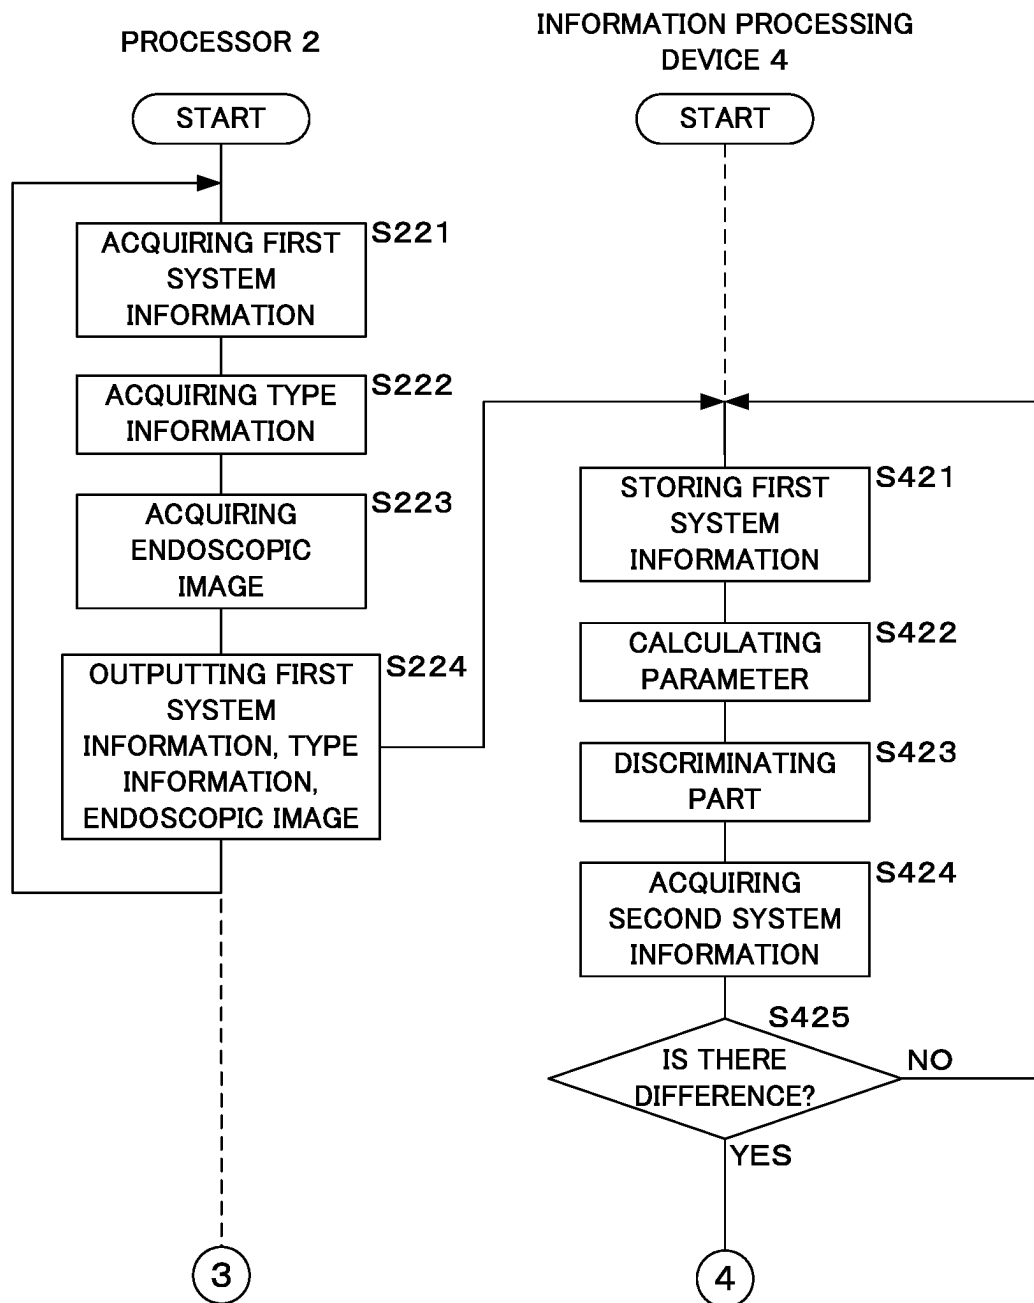 PROCESSOR 2
START
ACQUIRING FIRST
SYSTEM
INFORMATION
S221
ACQUIRING TYPE
INFORMATION
S222
ACQUIRING
ENDOSCOPIC
IMAGE
S223
OUTPUTTING FIRST
SYSTEM
INFORMATION, TYPE
INFORMATION,
ENDOSCOPIC IMAGE
S224
3
INFORMATION PROCESSING
DEVICE 4
START
STORING FIRST
SYSTEM
INFORMATION
S421
CALCULATING
PARAMETER
S422
DISCRIMINATING
PART
S423
ACQUIRING
SECOND SYSTEM
INFORMATION
S424
S425
IS THERE
DIFFERENCE?
NO
YES
4